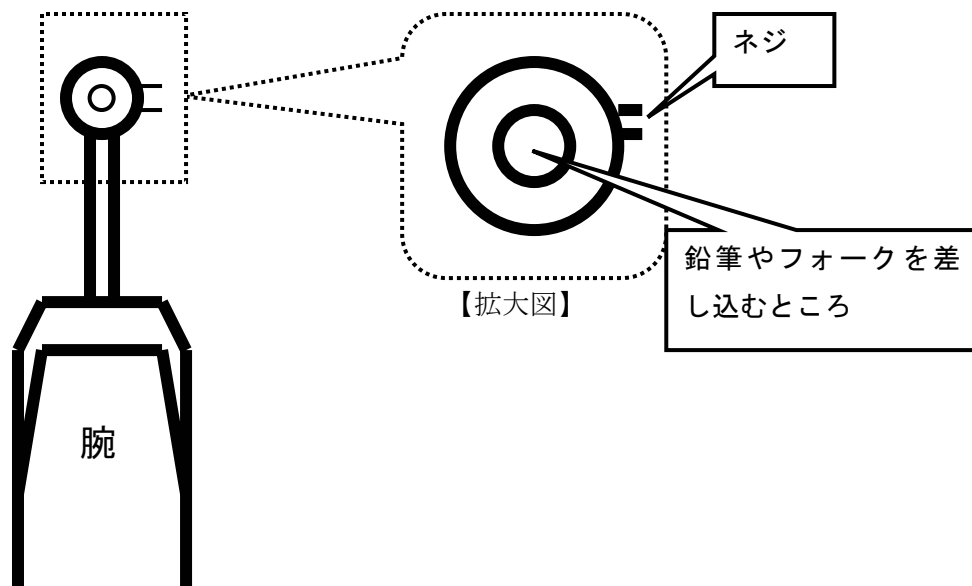 ネジ
鉛筆やフォークを差
し込むところ
【拡大図】
腕